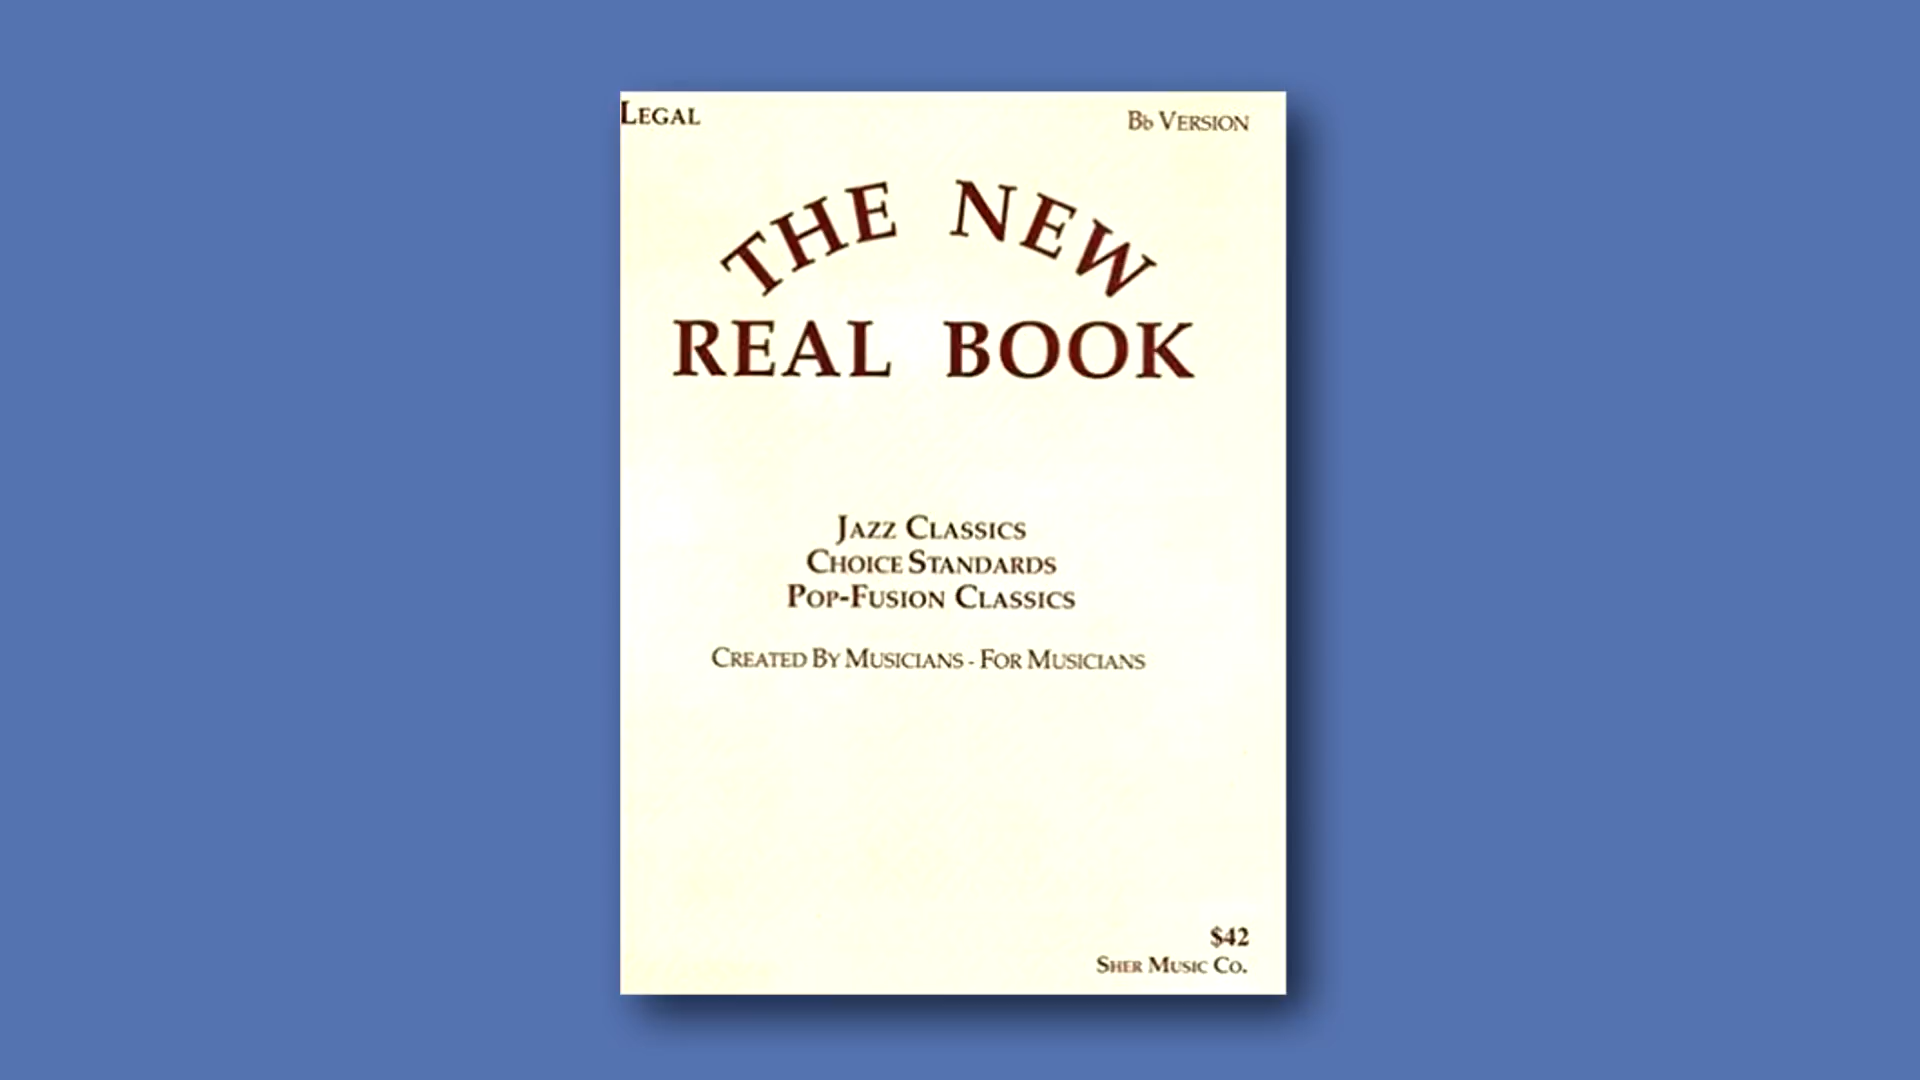 LEGAL
B♭ VERSION
THE NEW
REAL BOOK
JAZZ CLASSICS
CHOICE STANDARDS
POP-FUSION CLASSICS
CREATED BY MUSICIANS - FOR MUSICIANS
$42
SHER MUSIC CO.